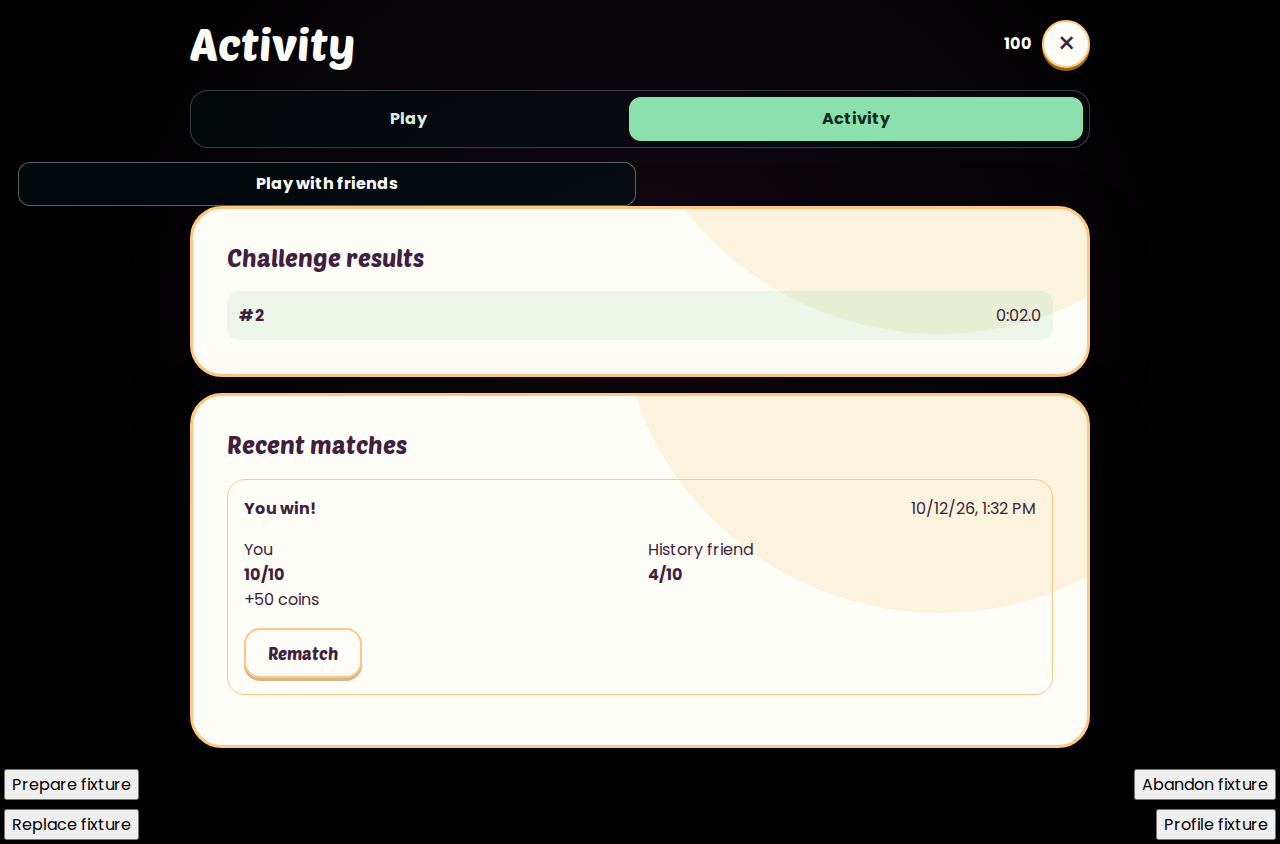 Activity
100 ×
Play Activity
Play with friends
Challenge results
#2 0:02.0
Recent matches
You win! 10/12/26, 1:32 PM
You History friend
10/10 4/10
+50 coins
Rematch
Prepare fixture Abandon fixture
Replace fixture Profile fixture